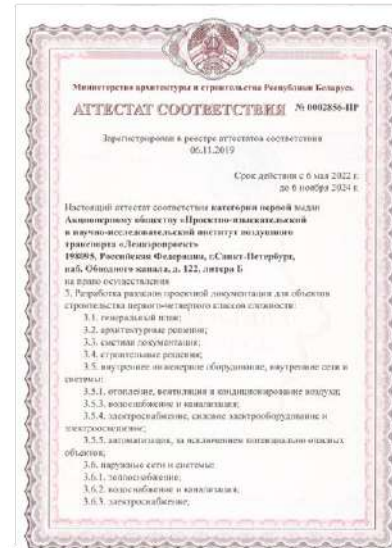 Министерство архитектуры и строительства Республики Беларусь
АТТЕСТАТ СООТВЕТСТВИЯ № 0002856-ПР
Зарегистрирован в реестре аттестатов соответствия
06.11.2019
Срок действия с 6 мая 2022 г.
до 6 ноября 2024 г.
Настоящий аттестат соответствия категории первой выдан
Акционерному обществу «Проектно-изыскательский
и научно-исследовательский институт воздушного
транспорта «Ленаэропроект»
198095, Российская Федерация, г.Санкт-Петербург,
наб. Обводного канала, д. 122, литера Б
на право осуществления
3. Разработка разделов проектной документации для объектов
строительства первого-четвертого классов сложности:
3.1. генеральный план;
3.2. архитектурные решения;
3.3. сметная документация;
3.4. строительные решения;
3.5. внутреннее инженерное оборудование, внутренние сети и
системы:
3.5.1. отопление, вентиляция и кондиционирование воздуха;
3.5.3. водоснабжение и канализация;
3.5.4. электроснабжение, силовое электрооборудование и
электроосвещение;
3.5.5. автоматизация, за исключением потенциально опасных
объектов;
3.6. наружные сети и системы:
3.6.1. теплоснабжение;
3.6.2. водоснабжение и канализация;
3.6.3. электроснабжение;